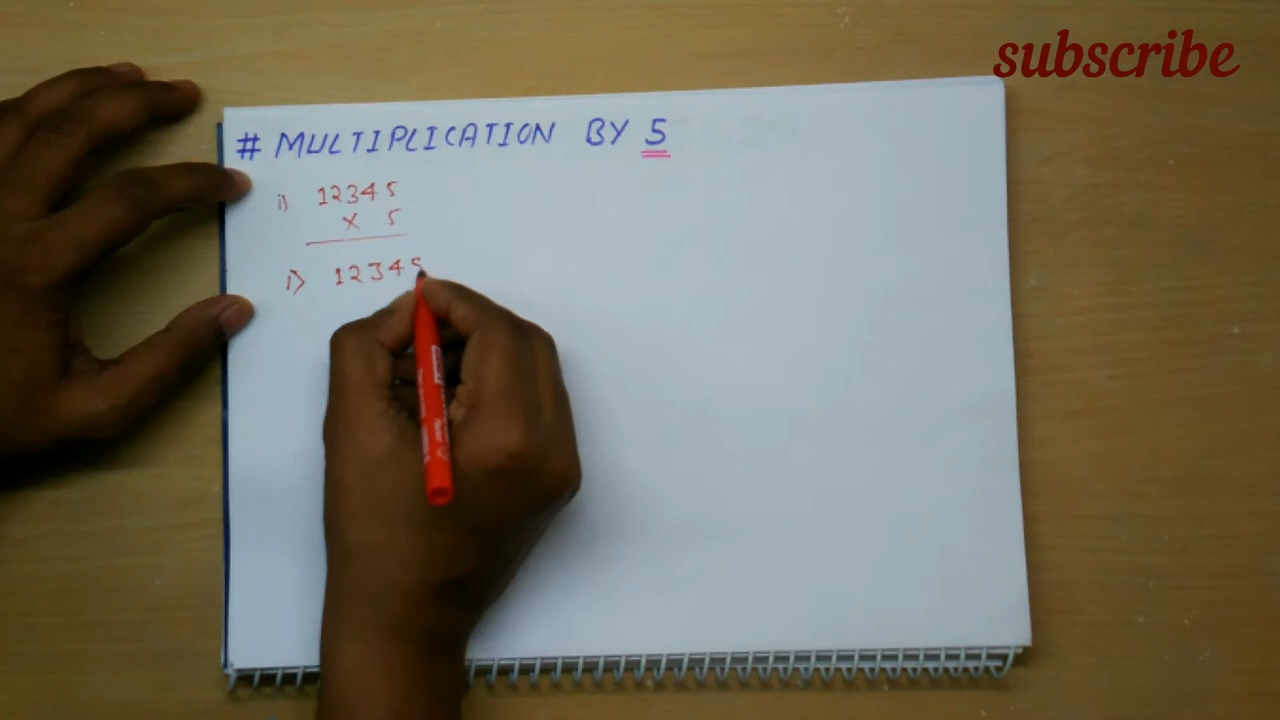 subscribe
# MULTIPLICATION BY 5
i) 12345
x 5
i) 12345